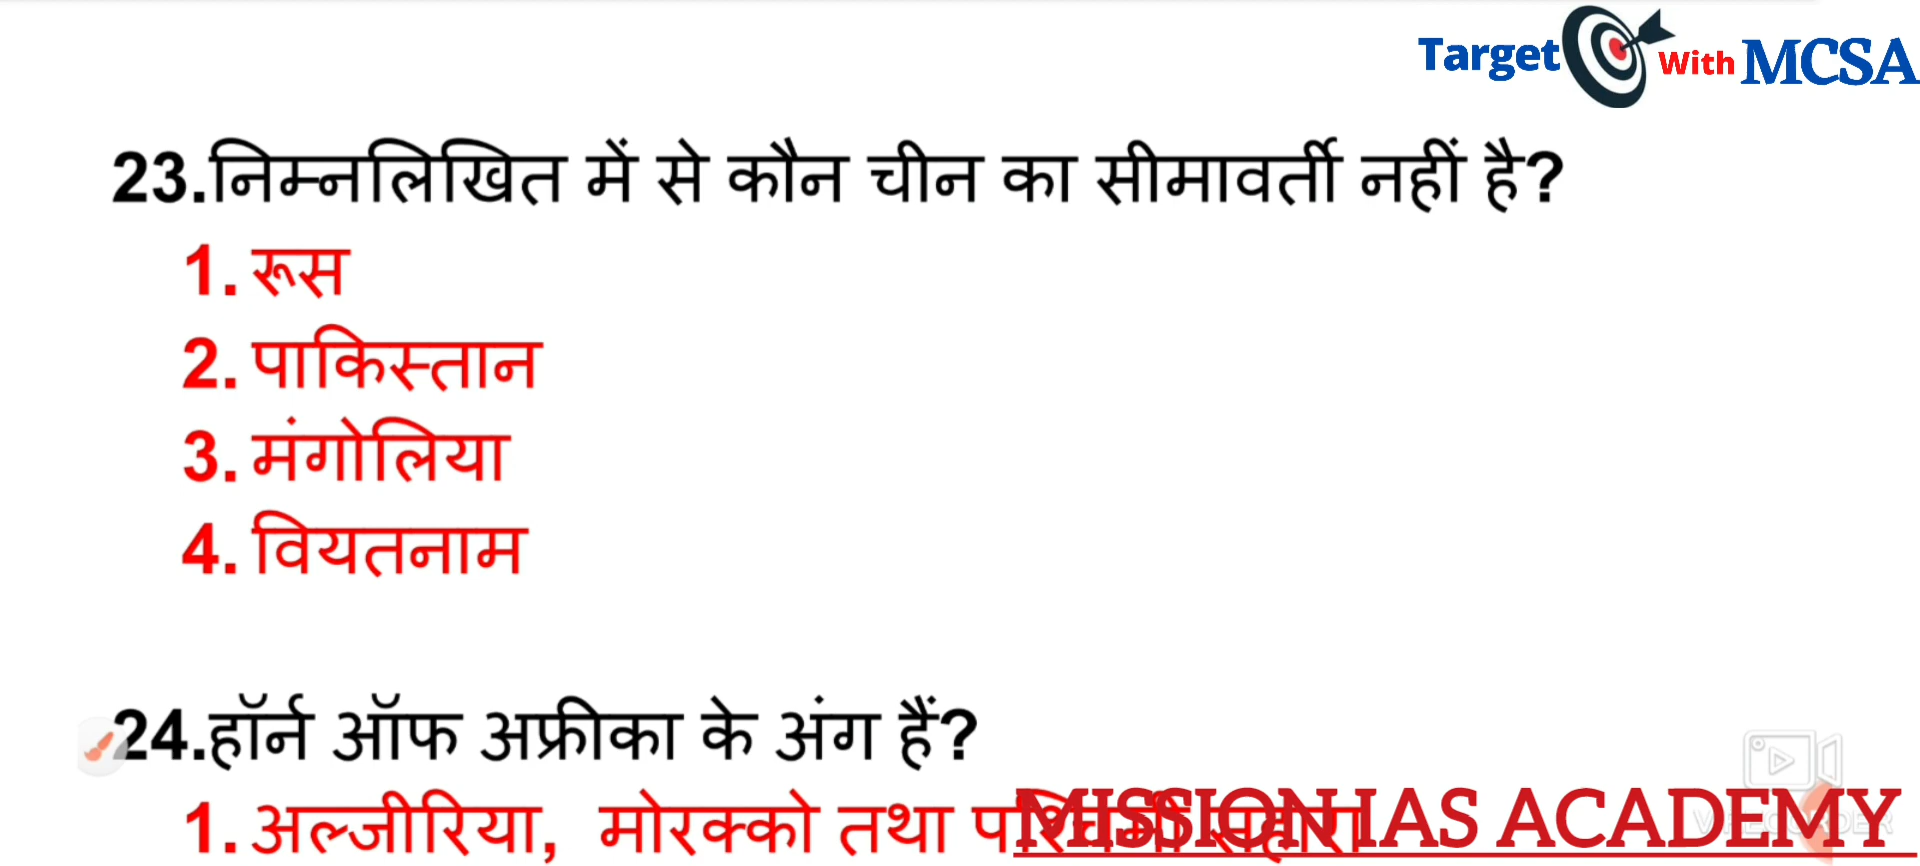 Target With MCSA
23.निम्नलिखित में से कौन चीन का सीमावर्ती नहीं है?
1. रूस
2. पाकिस्तान
3. मंगोलिया
4. वियतनाम
24.हॉर्न ऑफ अफ्रीका के अंग हैं?
1. अल्जीरिया, मोरक्को तथा पश्चिमी सहारा
MISSION IAS ACADEMY